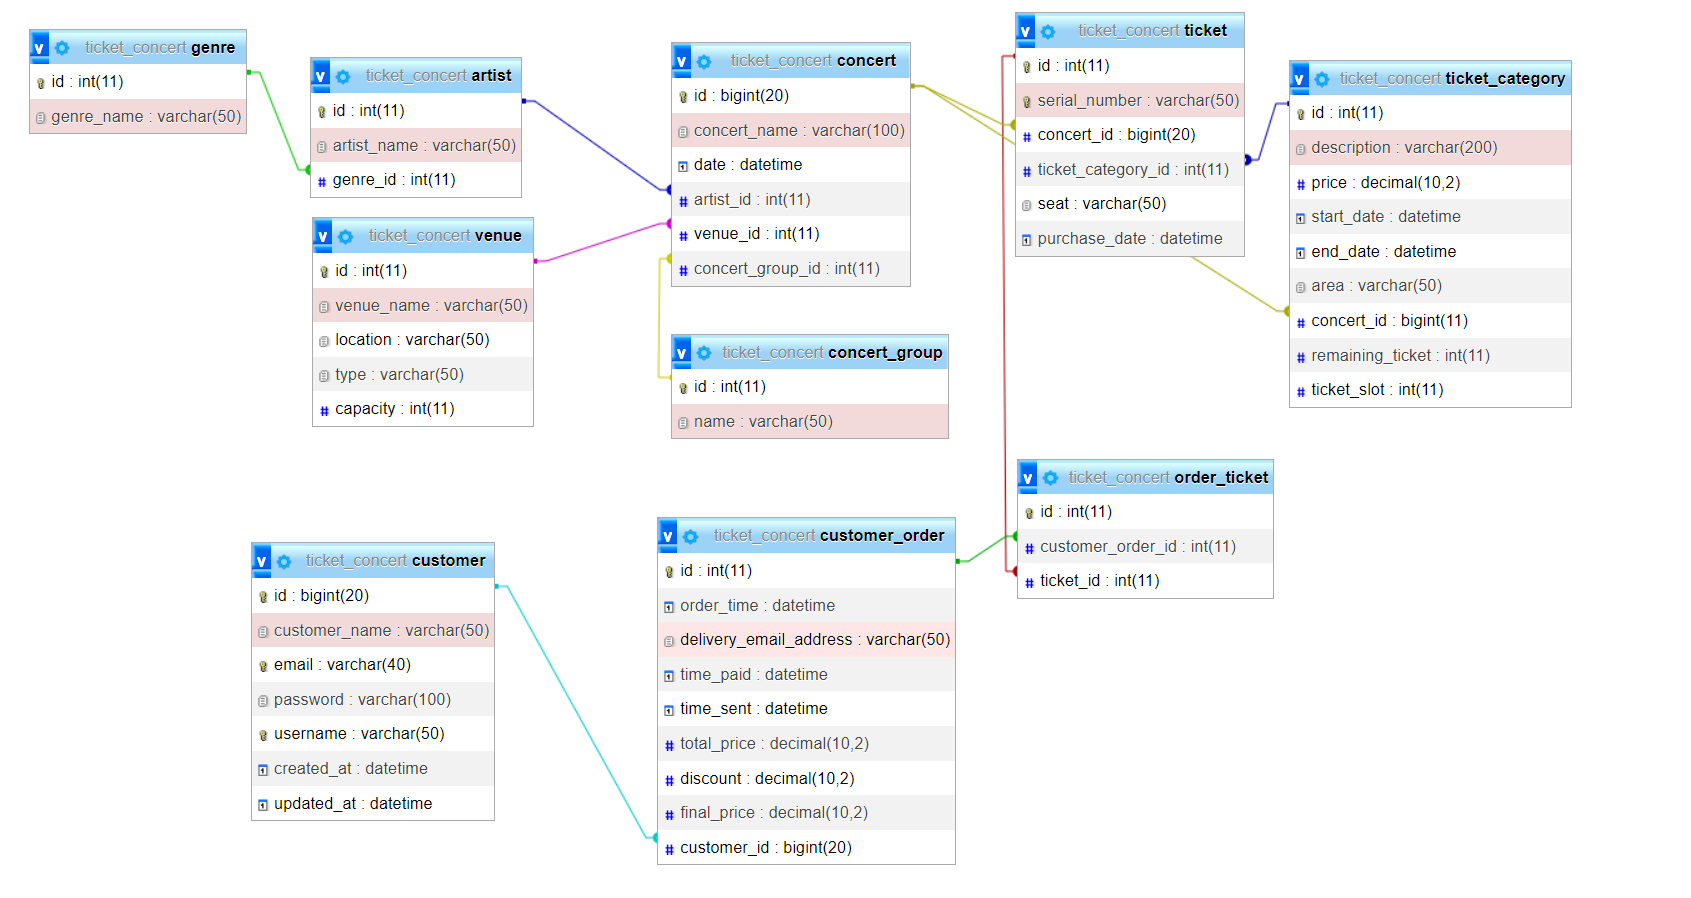 ticket_concert genre
id : int(11)
genre_name : varchar(50)
ticket_concert artist
id : int(11)
artist_name : varchar(50)
genre_id : int(11)
ticket_concert venue
id : int(11)
venue_name : varchar(50)
location : varchar(50)
type : varchar(50)
capacity : int(11)
ticket_concert concert
id : bigint(20)
concert_name : varchar(100)
date : datetime
artist_id : int(11)
venue_id : int(11)
concert_group_id : int(11)
ticket_concert concert_group
id : int(11)
name : varchar(50)
ticket_concert ticket
id : int(11)
serial_number : varchar(50)
concert_id : bigint(20)
ticket_category_id : int(11)
seat : varchar(50)
purchase_date : datetime
ticket_concert ticket_category
id : int(11)
description : varchar(200)
price : decimal(10,2)
start_date : datetime
end_date : datetime
area : varchar(50)
concert_id : bigint(11)
remaining_ticket : int(11)
ticket_slot : int(11)
ticket_concert customer
id : bigint(20)
customer_name : varchar(50)
email : varchar(40)
password : varchar(100)
username : varchar(50)
created_at : datetime
updated_at : datetime
ticket_concert customer_order
id : int(11)
order_time : datetime
delivery_email_address : varchar(50)
time_paid : datetime
time_sent : datetime
total_price : decimal(10,2)
discount : decimal(10,2)
final_price : decimal(10,2)
customer_id : bigint(20)
ticket_concert order_ticket
id : int(11)
customer_order_id : int(11)
ticket_id : int(11)